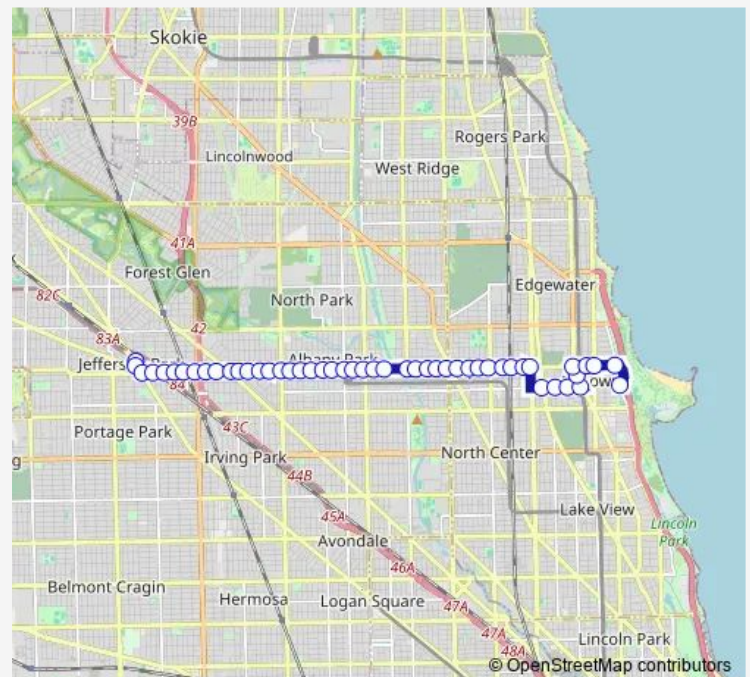 Skokie
39B
Rogers Park
Lincolnwood
West Ridge
41A
Forest Glen
Edgewater
82C
North Park
42
83A
Albany Park
84
Portage Park
43C
North Center
Irving Park
44B
Lake View
45A
Lincoln
Park
Avondale
46A
Belmont Cragin
Hermosa
Logan Square
47A
47A
Lincoln Park
48A
© OpenStreetMap contributors